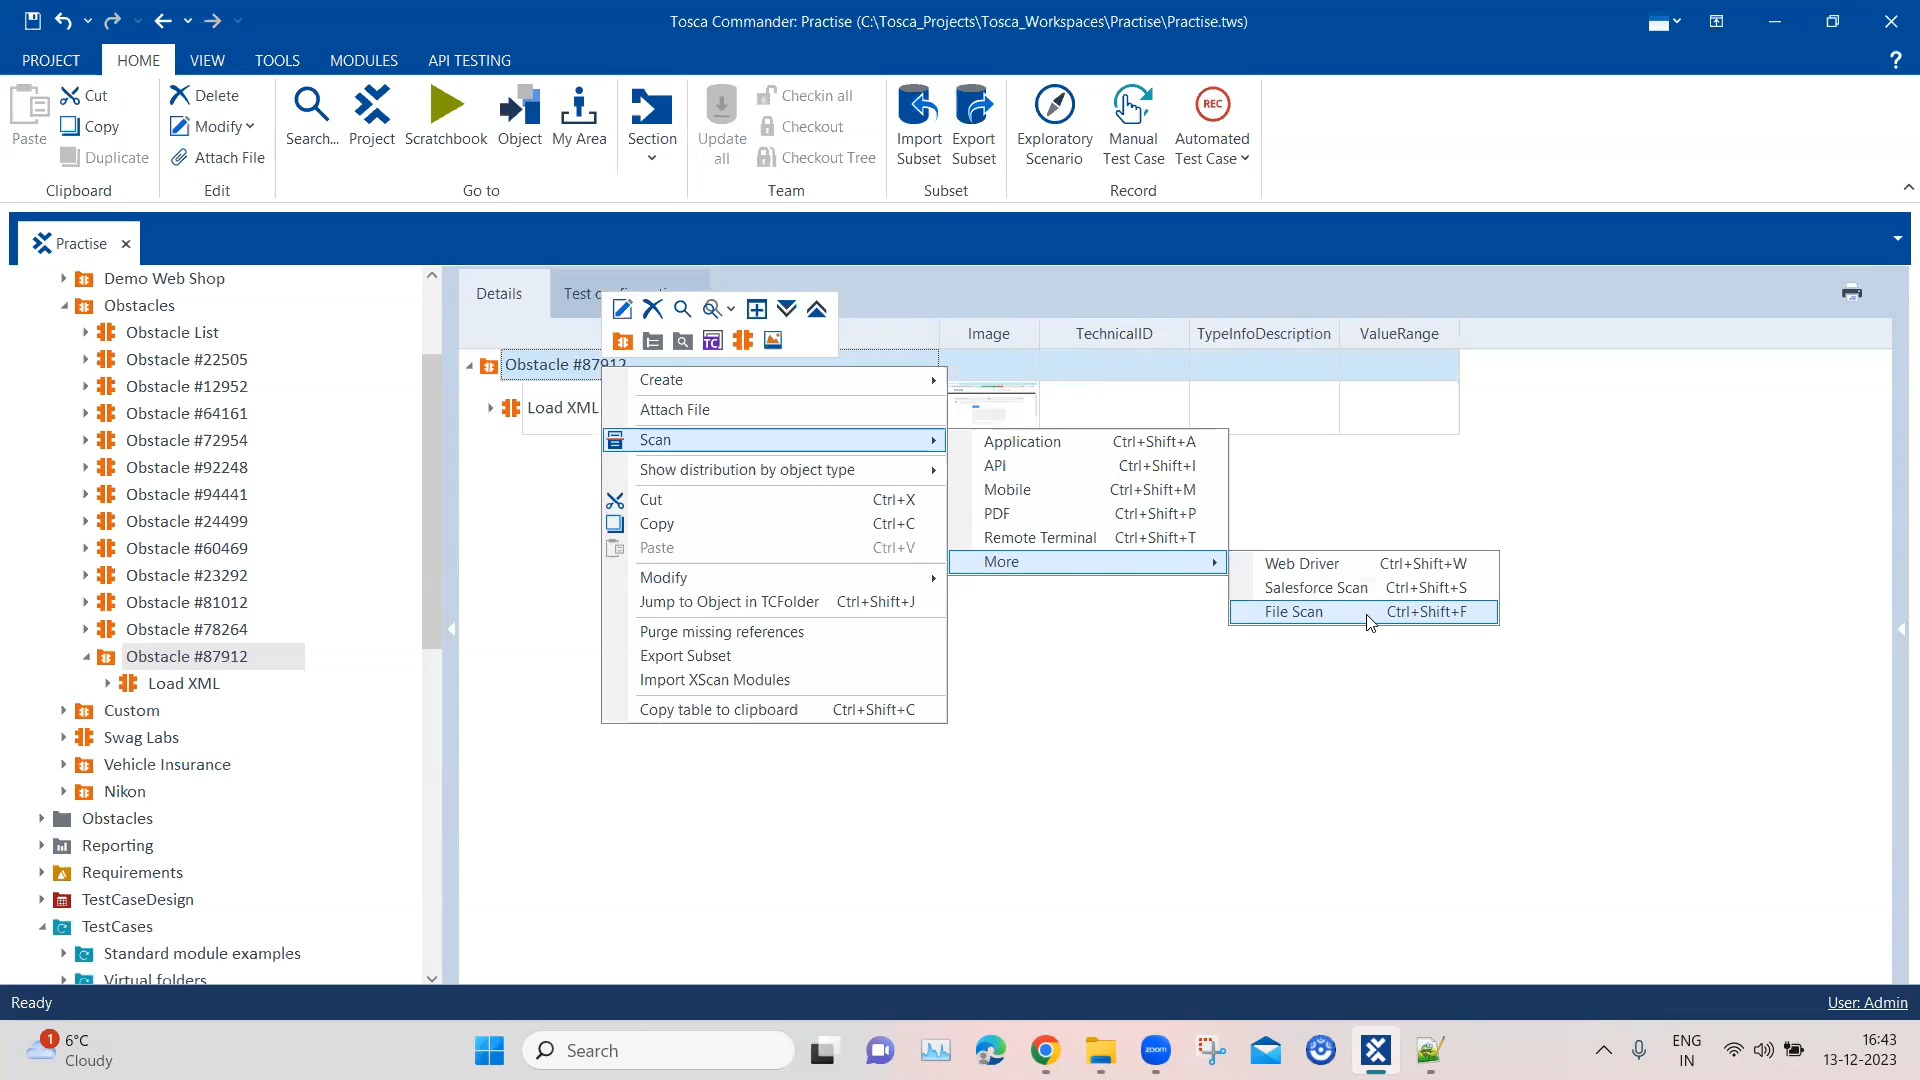 Tosca Commander: Practise (C:\Tosca_Projects\Tosca_Workspaces\Practise\Practise.tws)
PROJECT HOME VIEW TOOLS MODULES API TESTING ?
Paste Cut Copy Duplicate
Clipboard
Delete Modify Attach File
Edit
Search... Project Scratchbook Object My Area
Go to
Section
Update all Checkin all Checkout Checkout Tree
Team
Import Subset Export Subset
Subset
Exploratory Scenario Manual Test Case REC Automated Test Case
Record
Practise
Demo Web Shop
Obstacles
Obstacle List
Obstacle #22505
Obstacle #12952
Obstacle #64161
Obstacle #72954
Obstacle #92248
Obstacle #94441
Obstacle #24499
Obstacle #60469
Obstacle #23292
Obstacle #81012
Obstacle #78264
Obstacle #87912
Load XML
Custom
Swag Labs
Vehicle Insurance
Nikon
Obstacles
Reporting
Requirements
TestCaseDesign
TestCases
Standard module examples
Virtual folders
Details Test
TC
Image TechnicalID TypeInfoDescription ValueRange
Obstacle #87912
Load XML
Create
Attach File
Scan
Show distribution by object type
Cut Ctrl+X
Copy Ctrl+C
Paste Ctrl+V
Modify
Jump to Object in TCFolder Ctrl+Shift+J
Purge missing references
Export Subset
Import XScan Modules
Copy table to clipboard Ctrl+Shift+C
Application Ctrl+Shift+A
API Ctrl+Shift+I
Mobile Ctrl+Shift+M
PDF Ctrl+Shift+P
Remote Terminal Ctrl+Shift+T
More
Web Driver Ctrl+Shift+W
Salesforce Scan Ctrl+Shift+S
File Scan Ctrl+Shift+F
Ready User: Admin
1 6°C
Cloudy
Search
zoom
ENG
IN
16:43
13-12-2023